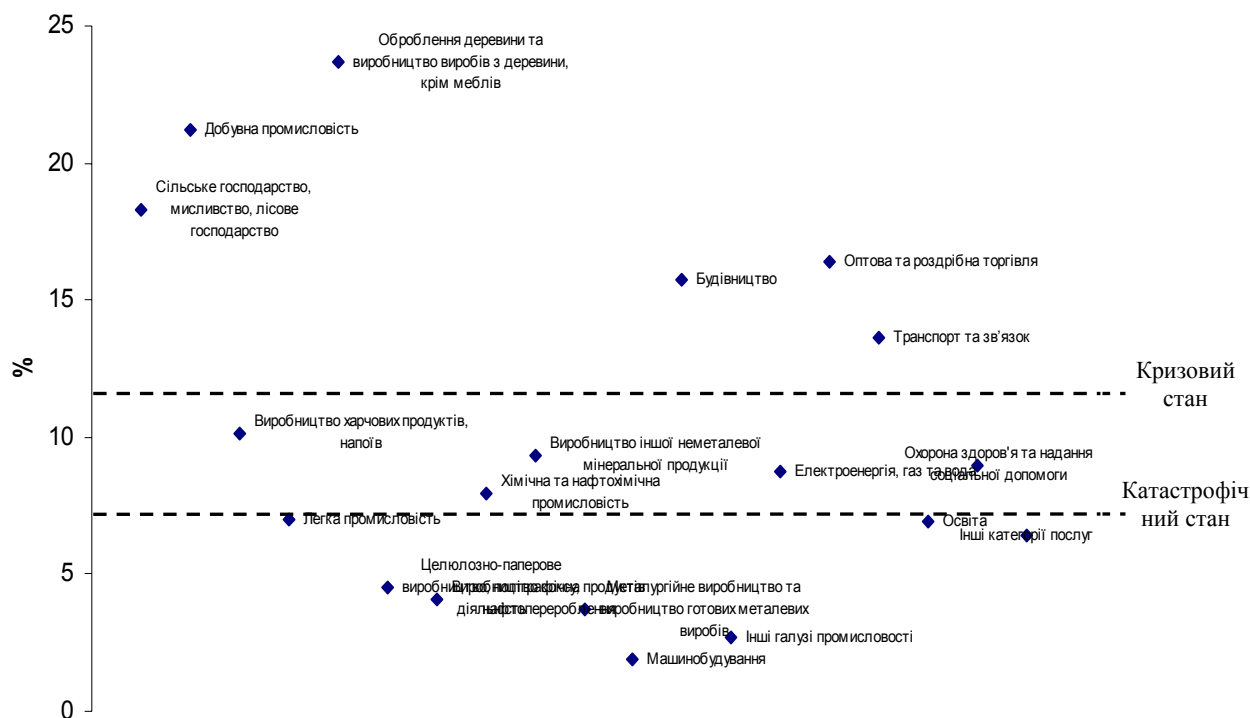 25
Оброблення деревини та
виробництво виробів з деревини,
крім меблів
Добувна промисловість
20
Сільське господарство,
мисливство, лісове
господарство
Оптова та роздрібна торгівля
Будівництво
15
Транспорт та зв'язок
%
Кризовий
стан
10
Виробництво харчових продуктів,
напоїв
Виробництво іншої неметалевої
мінеральної продукції
Охорона здоров'я та надання
соціальної допомоги
Електроенергія, газ та вода
Хімічна та нафтохімічна
промисловість
Катастрофіч
ний стан
Легка промисловість
Освіта
Інші категорії послуг
5
Целюлозно-паперове
діяльність
Металургійне виробництво та
виробництво готових металевих
виробів
Інші галузі промисловості
Машинобудування
0